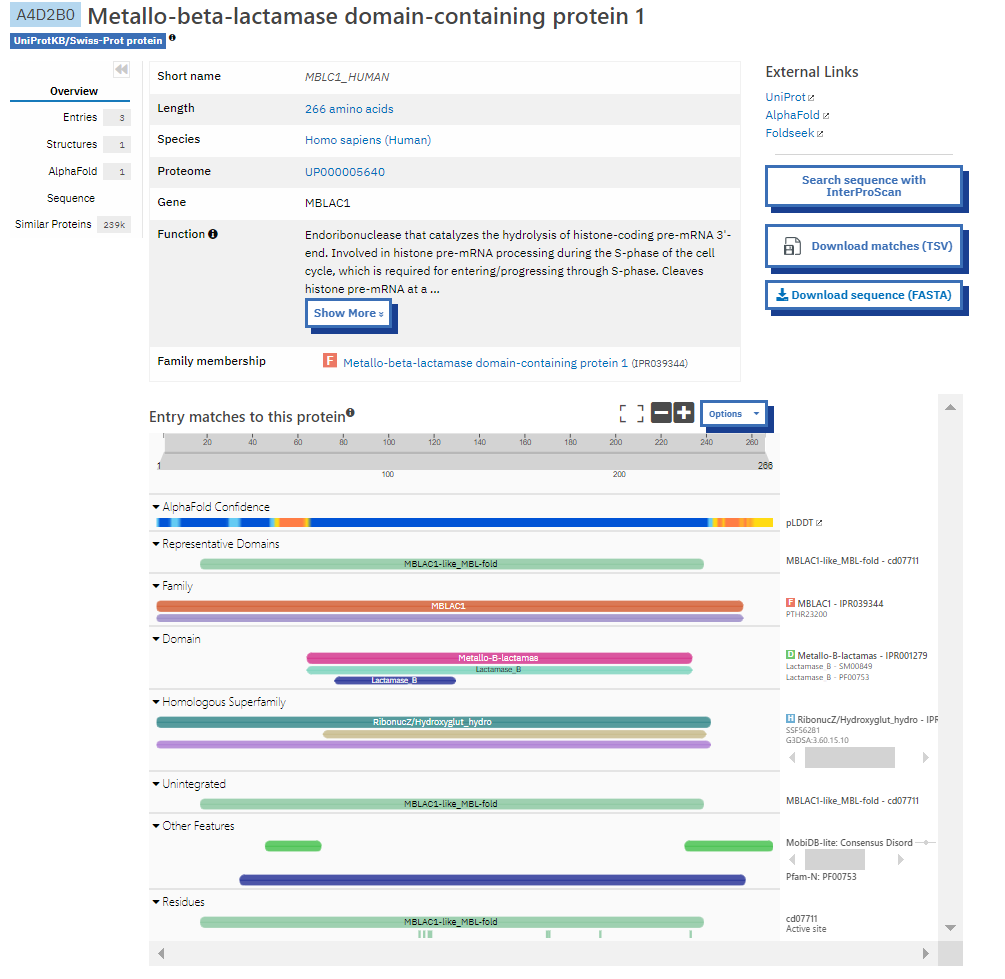 A4D2B0 Metallo-beta-lactamase domain-containing protein 1
UniProtKB/Swiss-Prot protein
Overview
Entries 3
Structures 1
AlphaFold 1
Sequence
Similar Proteins 239k
Short name MBLC1_HUMAN
Length 266 amino acids
Species Homo sapiens (Human)
Proteome UP000005640
Gene MBLAC1
Function Endoribonuclease that catalyzes the hydrolysis of histone-coding pre-mRNA 3'-
end. Involved in histone pre-mRNA processing during the S-phase of the cell
cycle, which is required for entering/progressing through S-phase. Cleaves
histone pre-mRNA at a ...
Show More
Family membership F Metallo-beta-lactamase domain-containing protein 1 (IPR039344)
External Links
UniProt
AlphaFold
Foldseek
Search sequence with
InterProScan
Download matches (TSV)
Download sequence (FASTA)
Entry matches to this protein
Options
20 40 60 80 100 120 140 160 180 200 220 240 260
1 266
100 200
AlphaFold Confidence
pLDDT
Representative Domains
MBLAC1-like_MBL-fold MBLAC1-like_MBL-fold - cd07711
Family
MBLAC1 F MBLAC1 - IPR039344
PTHR23200
Domain
Metallo-B-lactamas D Metallo-B-lactamas - IPR001279
Lactamase_B Lactamase_B - SM00849
Lactamase_B Lactamase_B - PF00753
Homologous Superfamily
RibonucZ/Hydroxyglut_hydro H RibonucZ/Hydroxyglut_hydro - IPR
SSF56281
G3DSA:3.60.15.10
Unintegrated
MBLAC1-like_MBL-fold MBLAC1-like_MBL-fold - cd07711
Other Features
MobiDB-lite: Consensus Disord
Pfam-N: PF00753
Residues
MBLAC1-like_MBL-fold cd07711
Active site